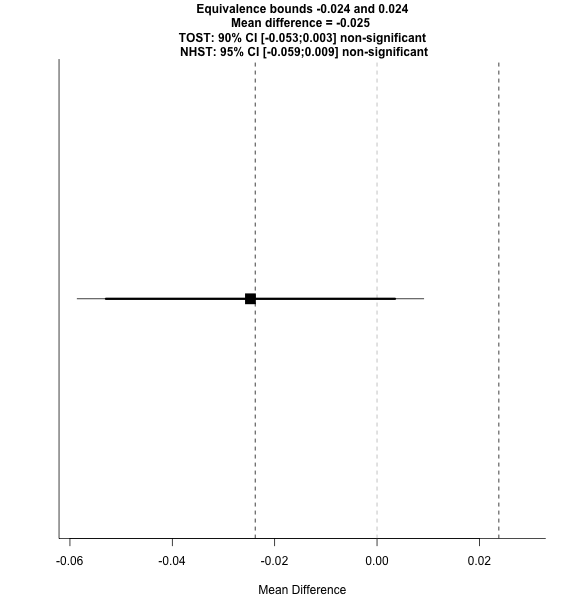 Equivalence bounds -0.024 and 0.024
Mean difference = -0.025
TOST: 90% CI [-0.053;0.003] non-significant
NHST: 95% CI [-0.059;0.009] non-significant
-0.06 -0.04 -0.02 0.00 0.02
Mean Difference